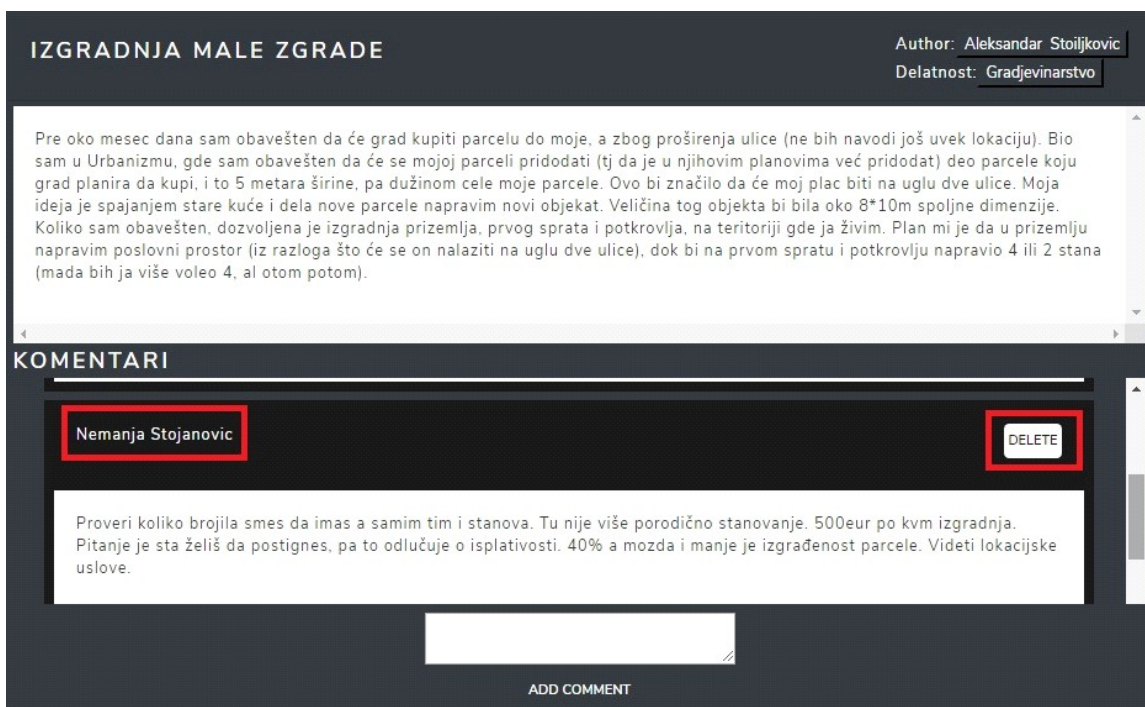 IZGRADNJA MALE ZGRADE
Author: Aleksandar Stoiljkovic
Delatnost: Gradjevinarstvo
Pre oko mesec dana sam obavešten da će grad kupiti parcelu do moje, a zbog proširenja ulice (ne bih navodi još uvek lokaciju). Bio
sam u Urbanizmu, gde sam obavešten da će se mojoj parceli pridodati (tj da je u njihovim planovima već pridodat) deo parcele koju
grad planira da kupi, i to 5 metara širine, pa dužinom cele moje parcele. Ovo bi značilo da će moj plac biti na uglu dve ulice. Moja
ideja je spajanjem stare kuće i dela nove parcele napravim novi objekat. Veličina tog objekta bi bila oko 8*10m spoljne dimenzije.
Koliko sam obavešten, dozvoljena je izgradnja prizemlja, prvog sprata i potkrovlja, na teritoriji gde ja živim. Plan mi je da u prizemlju
napravim poslovni prostor (iz razloga što će se on nalaziti na uglu dve ulice), dok bi na prvom spratu i potkrovlju napravio 4 ili 2 stana
(mada bih ja više voleo 4, al otom potom).
KOMENTARI
Nemanja Stojanovic
DELETE
Proveri koliko brojila smes da imas a samim tim i stanova. Tu nije više porodično stanovanje. 500eur po kvm izgradnja.
Pitanje je sta želiš da postignes, pa to odlučuje o isplativosti. 40% a mozda i manje je izgrađenost parcele. Videti lokacijske
uslove.
ADD COMMENT